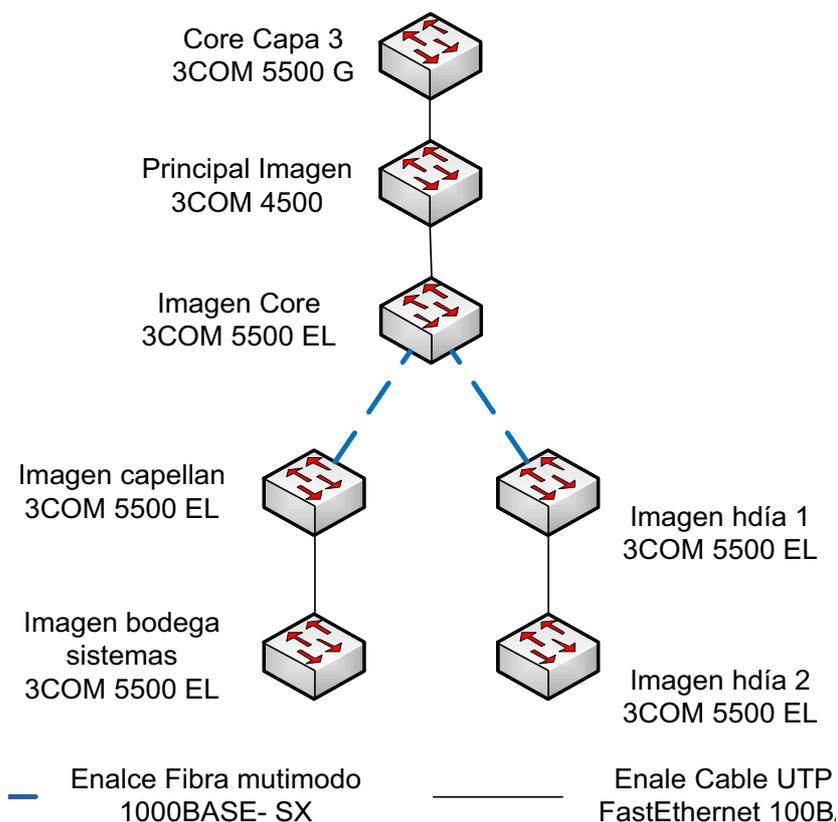 Core Capa 3
3COM 5500 G
Principal Imagen
3COM 4500
Imagen Core
3COM 5500 EL
Imagen capellan
3COM 5500 EL
Imagen hdía 1
3COM 5500 EL
Imagen bodega
sistemas
3COM 5500 EL
Imagen hdía 2
3COM 5500 EL
Enalce Fibra mutimodo
1000BASE- SX
Enale Cable UTP
FastEthernet